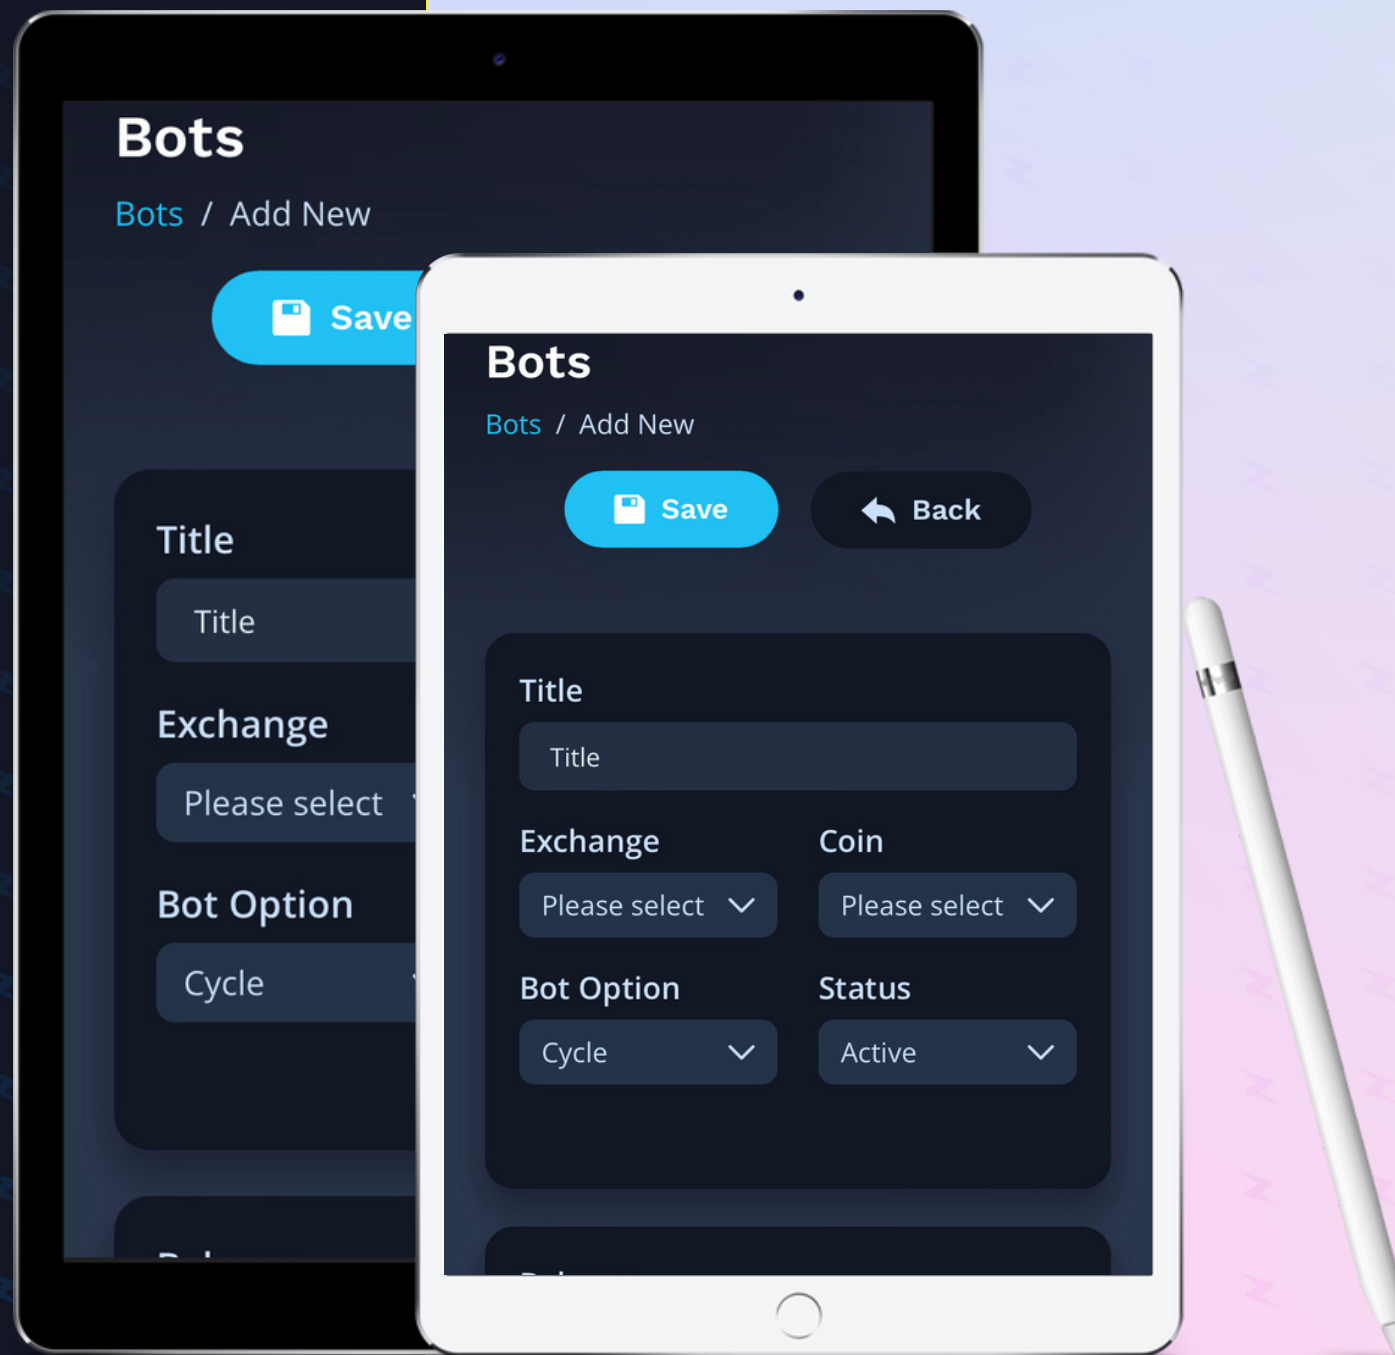 Bots
Bots / Add New
Save
Title
Title
Exchange
Please select
Bot Option
Cycle
Bots
Bots / Add New
Save Back
Title
Title
Exchange Coin
Please select Please select
Bot Option Status
Cycle Active